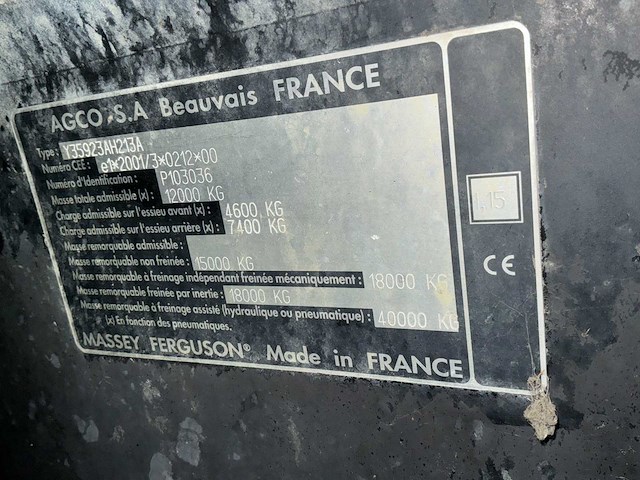 AGCO S.A Beauvais FRANCE
Type : Y35923AH213A
Numéro CEE : e1*2001/3*0212*00
Numéro d'Identification : P103036
Masse totale admissible (x) : 12000 KG
Charge admissible sur l'essieu avant (x) : 4600 KG
Charge admissible sur l'essieu arrière (x) : 7400 KG
Masse remorquable admissible :
Masse remorquable non freinée : 15000 KG
Masse remorquable à freinage indépendant freinée mécaniquement : 18000 KG
Masse remorquable freinée par inertie : 18000 KG
Masse remorquable à freinage assisté (hydraulique ou pneumatique) : 40000 KG
(x) En fonction des pneumatiques.
MASSEY FERGUSON® Made in FRANCE
15
CE